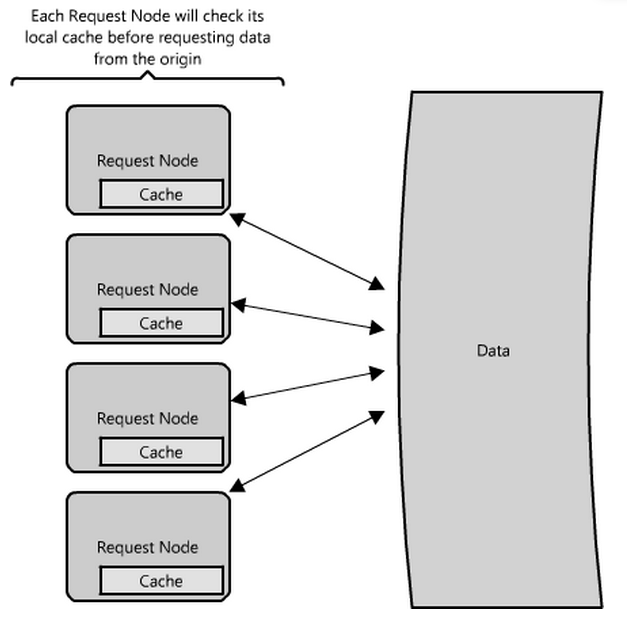 Each Request Node will check its
local cache before requesting data
from the origin
Request Node
Cache
Request Node
Cache
Request Node
Cache
Request Node
Cache
Data